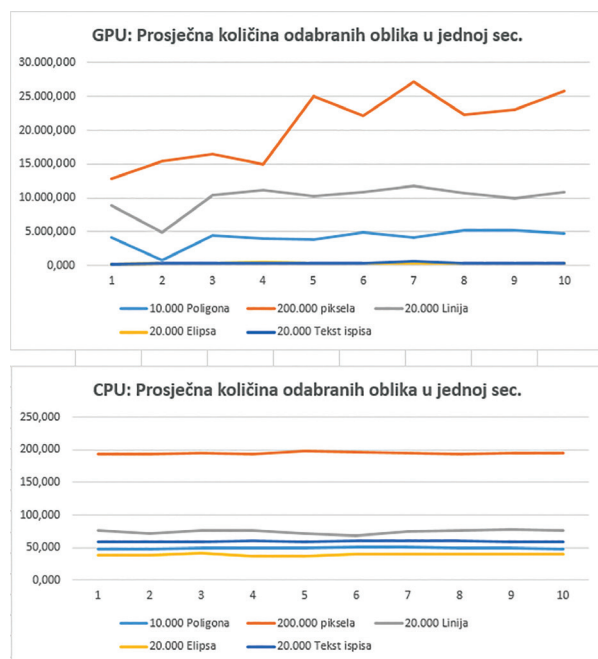 GPU: Prosječna količina odabranih oblika u jednoj sec.
30.000,000
25.000,000
20.000,000
15.000,000
10.000,000
5.000,000
0,000
1 2 3 4 5 6 7 8 9 10
10.000 Poligona 200.000 piksela 20.000 Linija
20.000 Elipsa 20.000 Tekst ispisa
CPU: Prosječna količina odabranih oblika u jednoj sec.
250,000
200,000
150,000
100,000
50,000
0,000
1 2 3 4 5 6 7 8 9 10
10.000 Poligona 200.000 piksela 20.000 Linija
20.000 Elipsa 20.000 Tekst ispisa